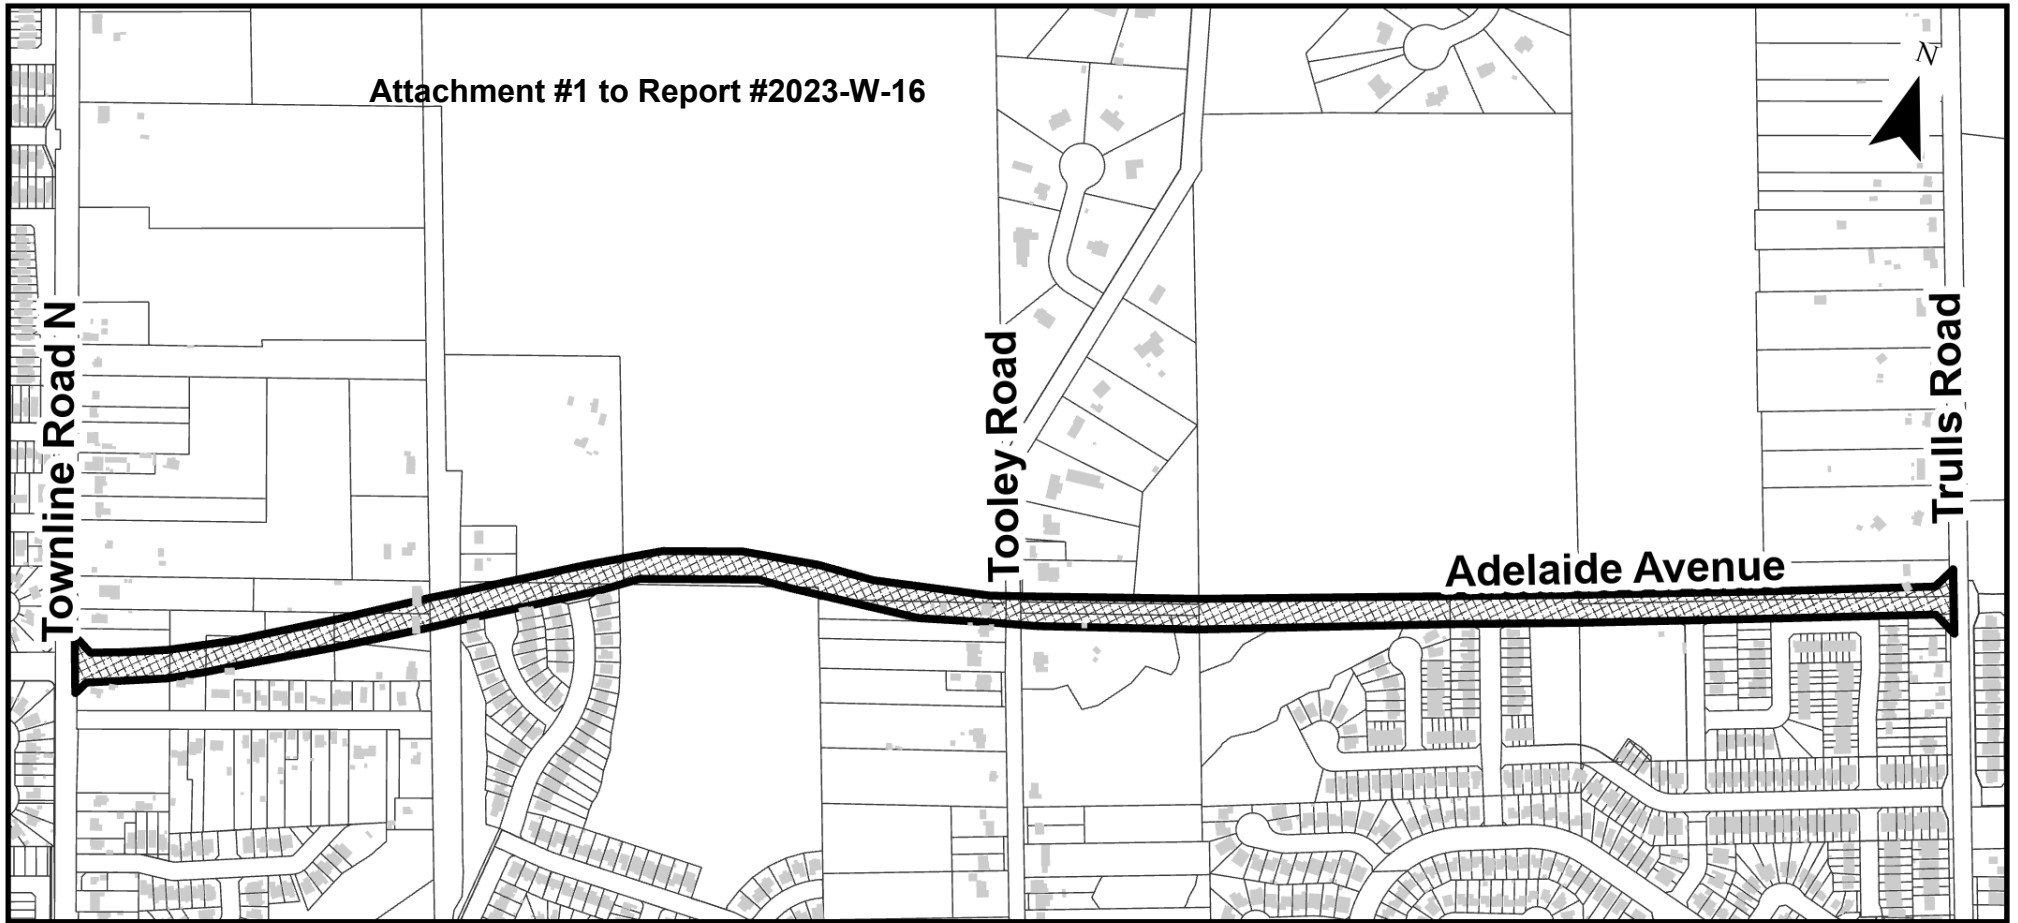 Attachment #1 to Report #2023-W-16
N
Townline Road N
Tooley Road
Trulls Road
Adelaide Avenue